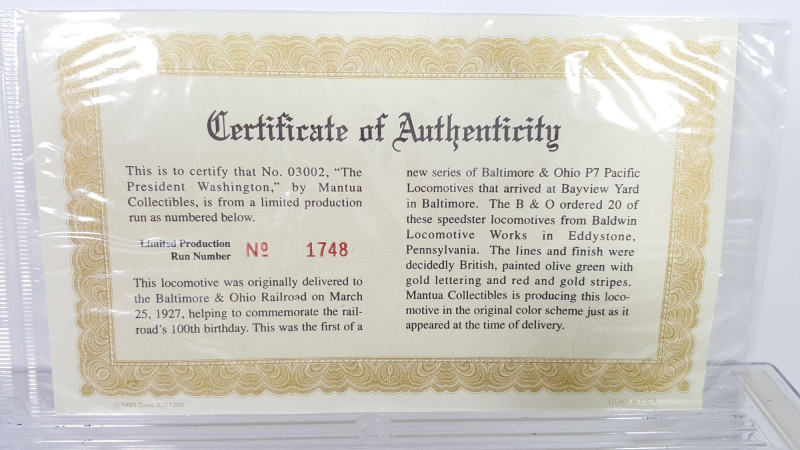 Certificate of Authenticity
This is to certify that No. 03002, "The
President Washington," by Mantua
Collectibles, is from a limited production
run as numbered below.
Limited Production
Run Number
Nº 1748
This locomotive was originally delivered to
the Baltimore & Ohio Railroad on March
25, 1927, helping to commemorate the rail-
road's 100th birthday. This was the first of a
new series of Baltimore & Ohio P7 Pacific
Locomotives that arrived at Bayview Yard
in Baltimore. The B & O ordered 20 of
these speedster locomotives from Baldwin
Locomotive Works in Eddystone,
Pennsylvania. The lines and finish were
decidedly British, painted olive green with
gold lettering and red and gold stripes.
Mantua Collectibles is producing this loco-
motive in the original color scheme just as it
appeared at the time of delivery.